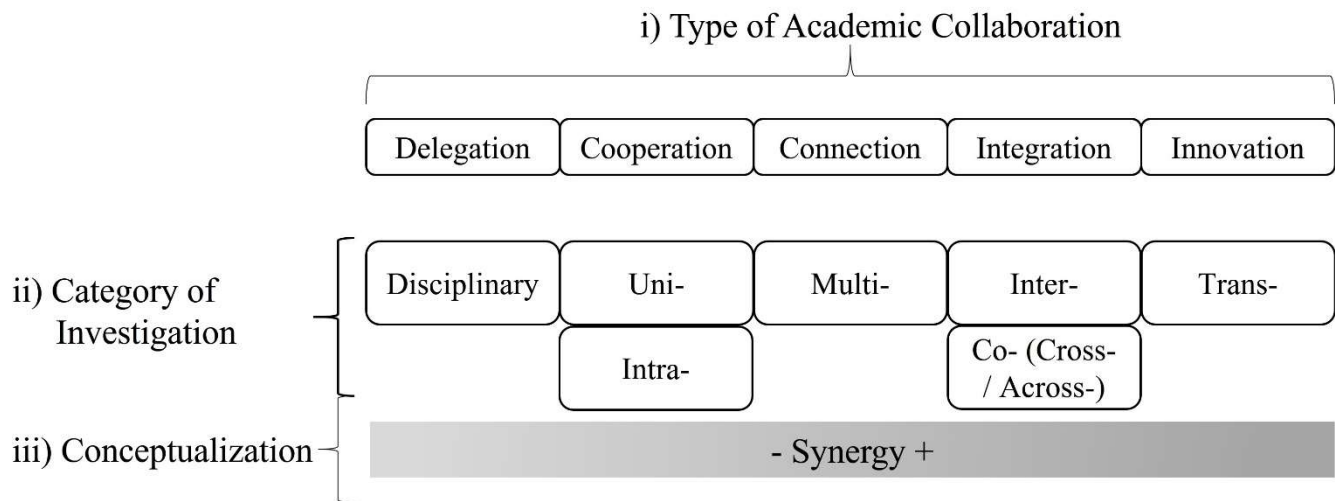 i) Type of Academic Collaboration
Delegation
Cooperation
Connection
Integration
Innovation
ii) Category of
Investigation
Disciplinary
Uni-
Multi-
Inter-
Trans-
Intra-
Co- (Cross-
/ Across-)
iii) Conceptualization
- Synergy +